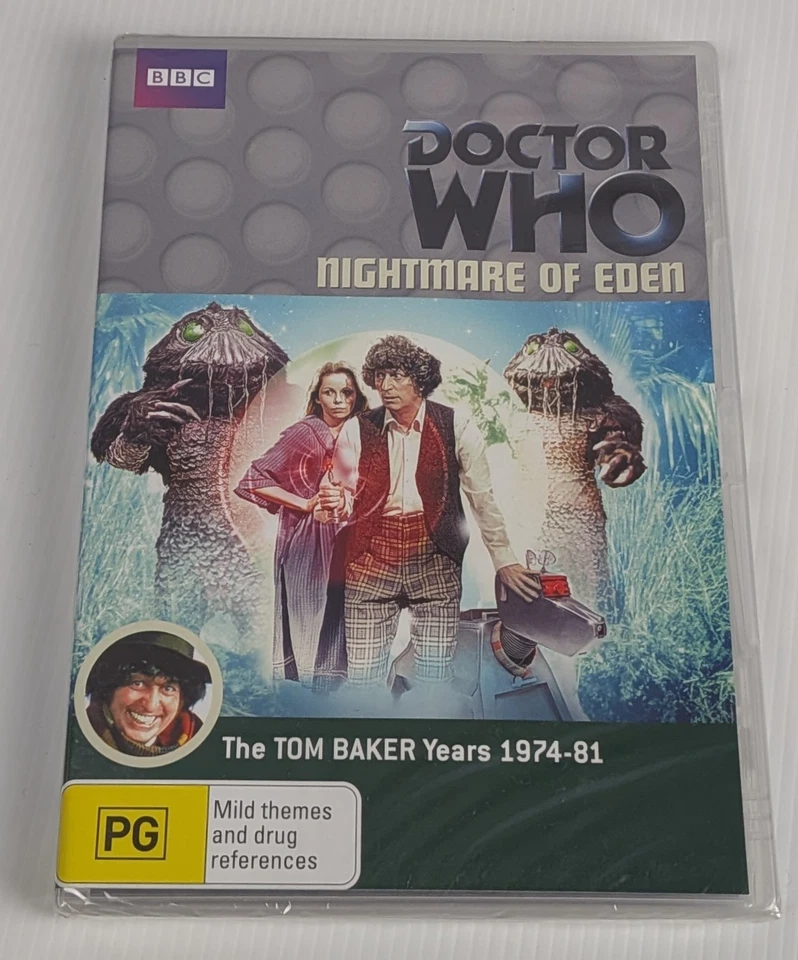 BBC
DOCTOR
WHO
NIGHTMARE OF EDEN
The TOM BAKER Years 1974-81
PG
Mild themes
and drug
references